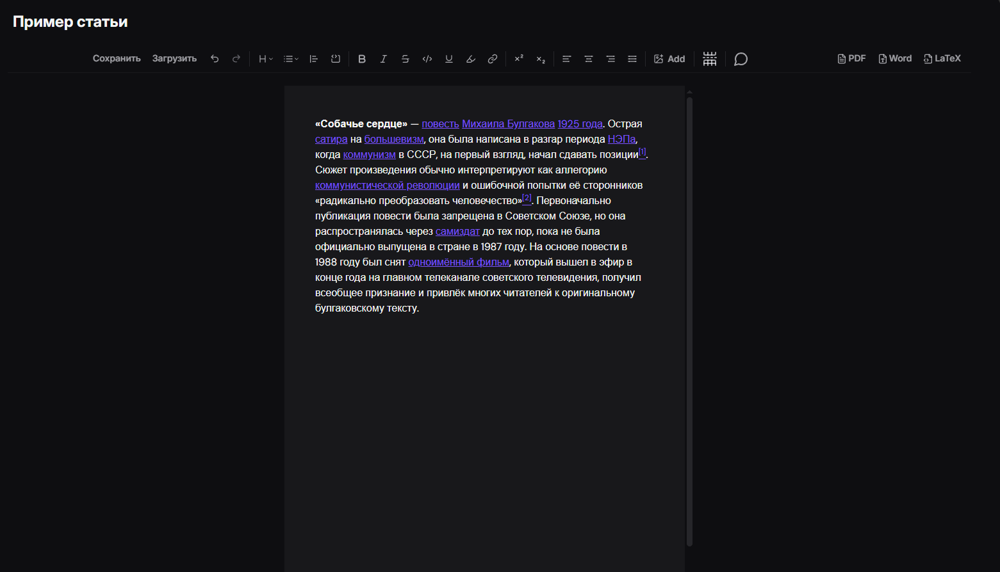 Пример статьи
Сохранить Загрузить H B I S U x² x₂ Add PDF Word LaTeX
«Собачье сердце» — повесть Михаила Булгакова 1925 года. Острая
сатира на большевизм, она была написана в разгар периода НЭПа,
когда коммунизм в СССР, на первый взгляд, начал сдавать позиции[1].
Сюжет произведения обычно интерпретируют как аллегорию
коммунистической революции и ошибочной попытки её сторонников
«радикально преобразовать человечество»[2]. Первоначально
публикация повести была запрещена в Советском Союзе, но она
распространялась через самиздат до тех пор, пока не была
официально выпущена в стране в 1987 году. На основе повести в
1988 году был снят одноимённый фильм, который вышел в эфир в
конце года на главном телеканале советского телевидения, получил
всеобщее признание и привлёк многих читателей к оригинальному
булгаковскому тексту.